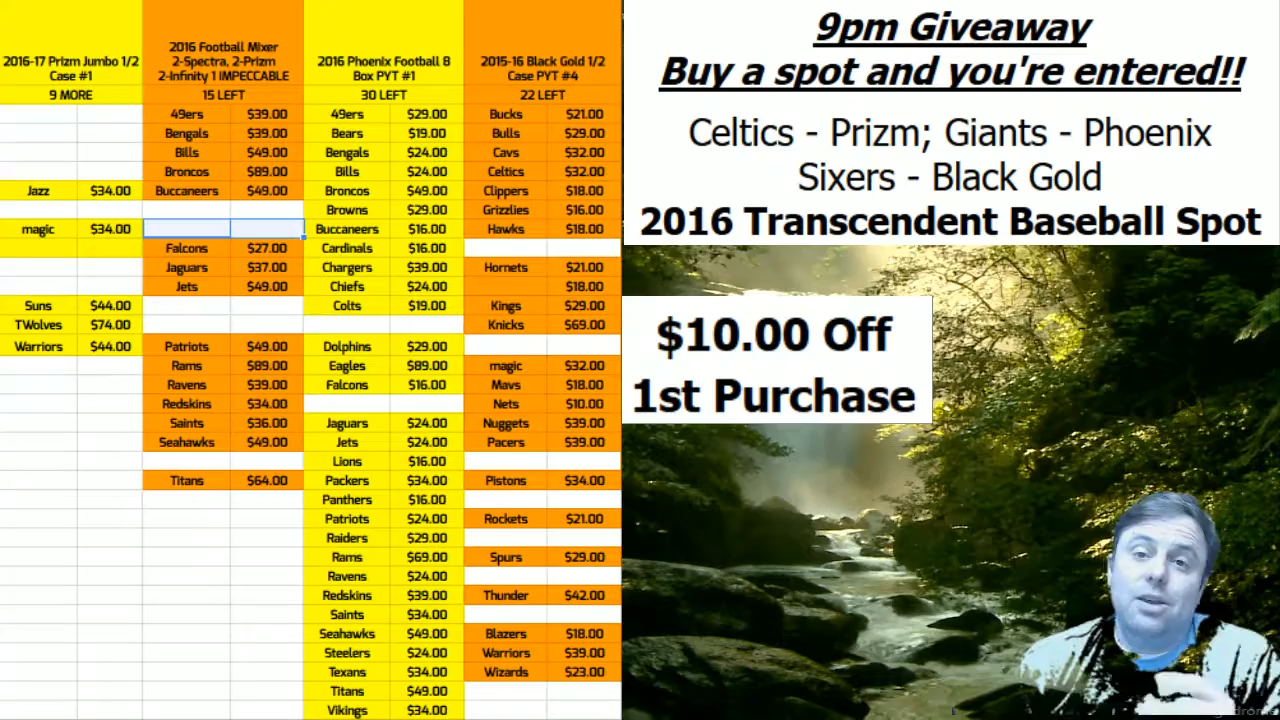 2016-17 Prizm Jumbo 1/2
Case #1
9 MORE
Jazz $34.00
magic $34.00
Suns $44.00
TWolves $74.00
Warriors $44.00
2016 Football Mixer
2-Spectra, 2-Prizm
2-Infinity 1 IMPECCABLE
15 LEFT
49ers $39.00
Bengals $39.00
Bills $49.00
Broncos $89.00
Buccaneers $49.00
Falcons $27.00
Jaguars $37.00
Jets $49.00
Patriots $49.00
Rams $89.00
Ravens $39.00
Redskins $34.00
Saints $36.00
Seahawks $49.00
Titans $64.00
2016 Phoenix Football 8
Box PYT #1
30 LEFT
49ers $29.00
Bears $19.00
Bengals $24.00
Bills $24.00
Broncos $49.00
Browns $29.00
Buccaneers $16.00
Cardinals $16.00
Chargers $39.00
Chiefs $24.00
Colts $19.00
Dolphins $29.00
Eagles $89.00
Falcons $16.00
Jaguars $24.00
Jets $24.00
Lions $16.00
Packers $34.00
Panthers $16.00
Patriots $24.00
Raiders $29.00
Rams $69.00
Ravens $24.00
Redskins $39.00
Saints $34.00
Seahawks $49.00
Steelers $24.00
Texans $34.00
Titans $49.00
Vikings $34.00
2015-16 Black Gold 1/2
Case PYT #4
22 LEFT
Bucks $21.00
Bulls $29.00
Cavs $32.00
Celtics $32.00
Clippers $18.00
Grizzlies $16.00
Hawks $18.00
Hornets $21.00
$18.00
Kings $29.00
Knicks $69.00
magic $32.00
Mavs $18.00
Nets $10.00
Nuggets $39.00
Pacers $39.00
Pistons $34.00
Rockets $21.00
Spurs $29.00
Thunder $42.00
Blazers $18.00
Warriors $39.00
Wizards $23.00
9pm Giveaway
Buy a spot and you're entered!!
Celtics - Prizm; Giants - Phoenix
Sixers - Black Gold
2016 Transcendent Baseball Spot
$10.00 Off
1st Purchase